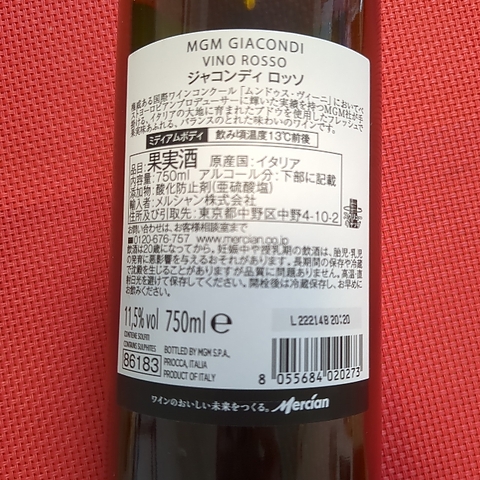 MGM GIACONDI
VINO ROSSO
ジャコンディ ロッソ
権威ある国際ワインコンクール「ムンドゥス・ヴィーニ」においてベ
ストヨーロピアンプロデューサーに輝いた実績を持つMGM社が手
掛ける、イタリアの大地に育まれたブドウを使用したフレッシュで
果実味あふれる、バランスのとれた味わいのワインです。
ミディアムボディ 飲み頃温度13℃前後
品目:果実酒 原産国:イタリア
内容量:750ml アルコール分:下部に記載
添加物:酸化防止剤(亜硫酸塩)
輸入者:メルシャン株式会社
住所及び引取先:東京都中野区中野4-10-2
お問い合わせは、お客様相談室まで
0120-676-757 www.mercian.co.jp
飲酒は20歳になってから。妊娠中や授乳期の飲酒は、胎児・乳児
の発育に悪影響を与えるおそれがあります。長期間の保存や冷蔵
で沈殿を生じることがありますが品質に問題ありません。高温・直
射日光を避けて保存してください。開栓後は冷蔵保存し、お早めに
お飲みください。
11,5%vol 750ml e
L 222148 20:20
CONTIENE SOLFITI
CONTAINS SULPHITES
86183
BOTTLED BY MGM S.P.A.
PRIOCCA, ITALIA
PRODUCT OF ITALY
8 055684 020273
ワインのおいしい未来をつくる。 Mercian